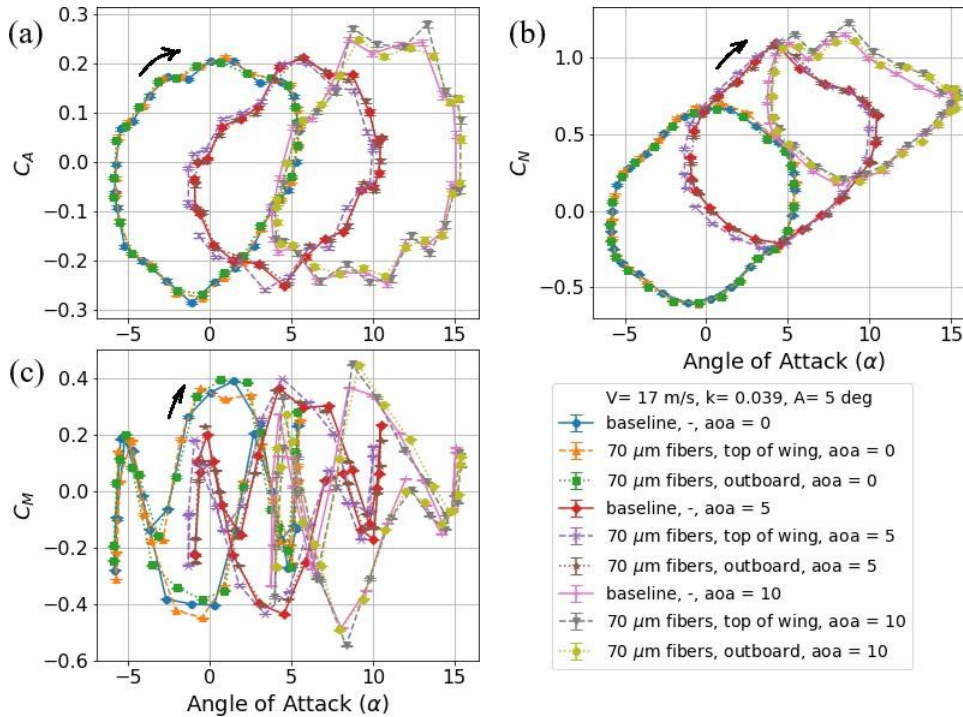 (a)
0.3
0.2
0.1
0.0
−0.1
−0.2
−0.3
C_A
−5 0 5 10 15
(b)
1.0
0.5
0.0
−0.5
C_N
−5 0 5 10 15
Angle of Attack (α)
(c)
0.4
0.2
0.0
−0.2
−0.4
−0.6
C_M
−5 0 5 10 15
Angle of Attack (α)
V= 17 m/s, k= 0.039, A= 5 deg
baseline, -, aoa = 0
70 μm fibers, top of wing, aoa = 0
70 μm fibers, outboard, aoa = 0
baseline, -, aoa = 5
70 μm fibers, top of wing, aoa = 5
70 μm fibers, outboard, aoa = 5
baseline, -, aoa = 10
70 μm fibers, top of wing, aoa = 10
70 μm fibers, outboard, aoa = 10